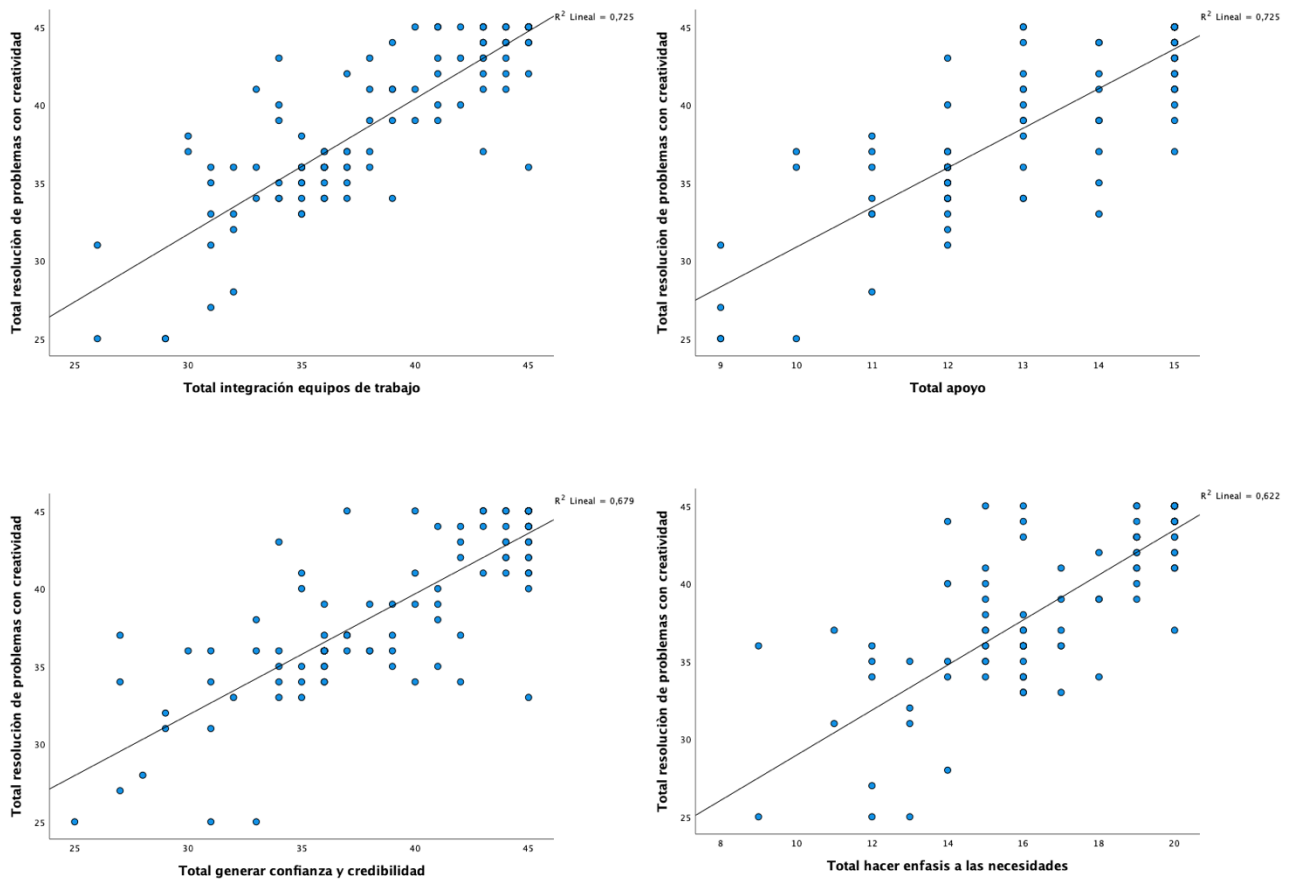 R² Lineal = 0,725
Total resoluciòn de problemas con creatividad
45
40
35
30
25
25 30 35 40 45
Total integración equipos de trabajo
R² Lineal = 0,725
Total resoluciòn de problemas con creatividad
45
40
35
30
25
9 10 11 12 13 14 15
Total apoyo
R² Lineal = 0,679
Total resoluciòn de problemas con creatividad
45
40
35
30
25
25 30 35 40 45
Total generar confianza y credibilidad
R² Lineal = 0,622
Total resoluciòn de problemas con creatividad
45
40
35
30
25
8 10 12 14 16 18 20
Total hacer enfasis a las necesidades